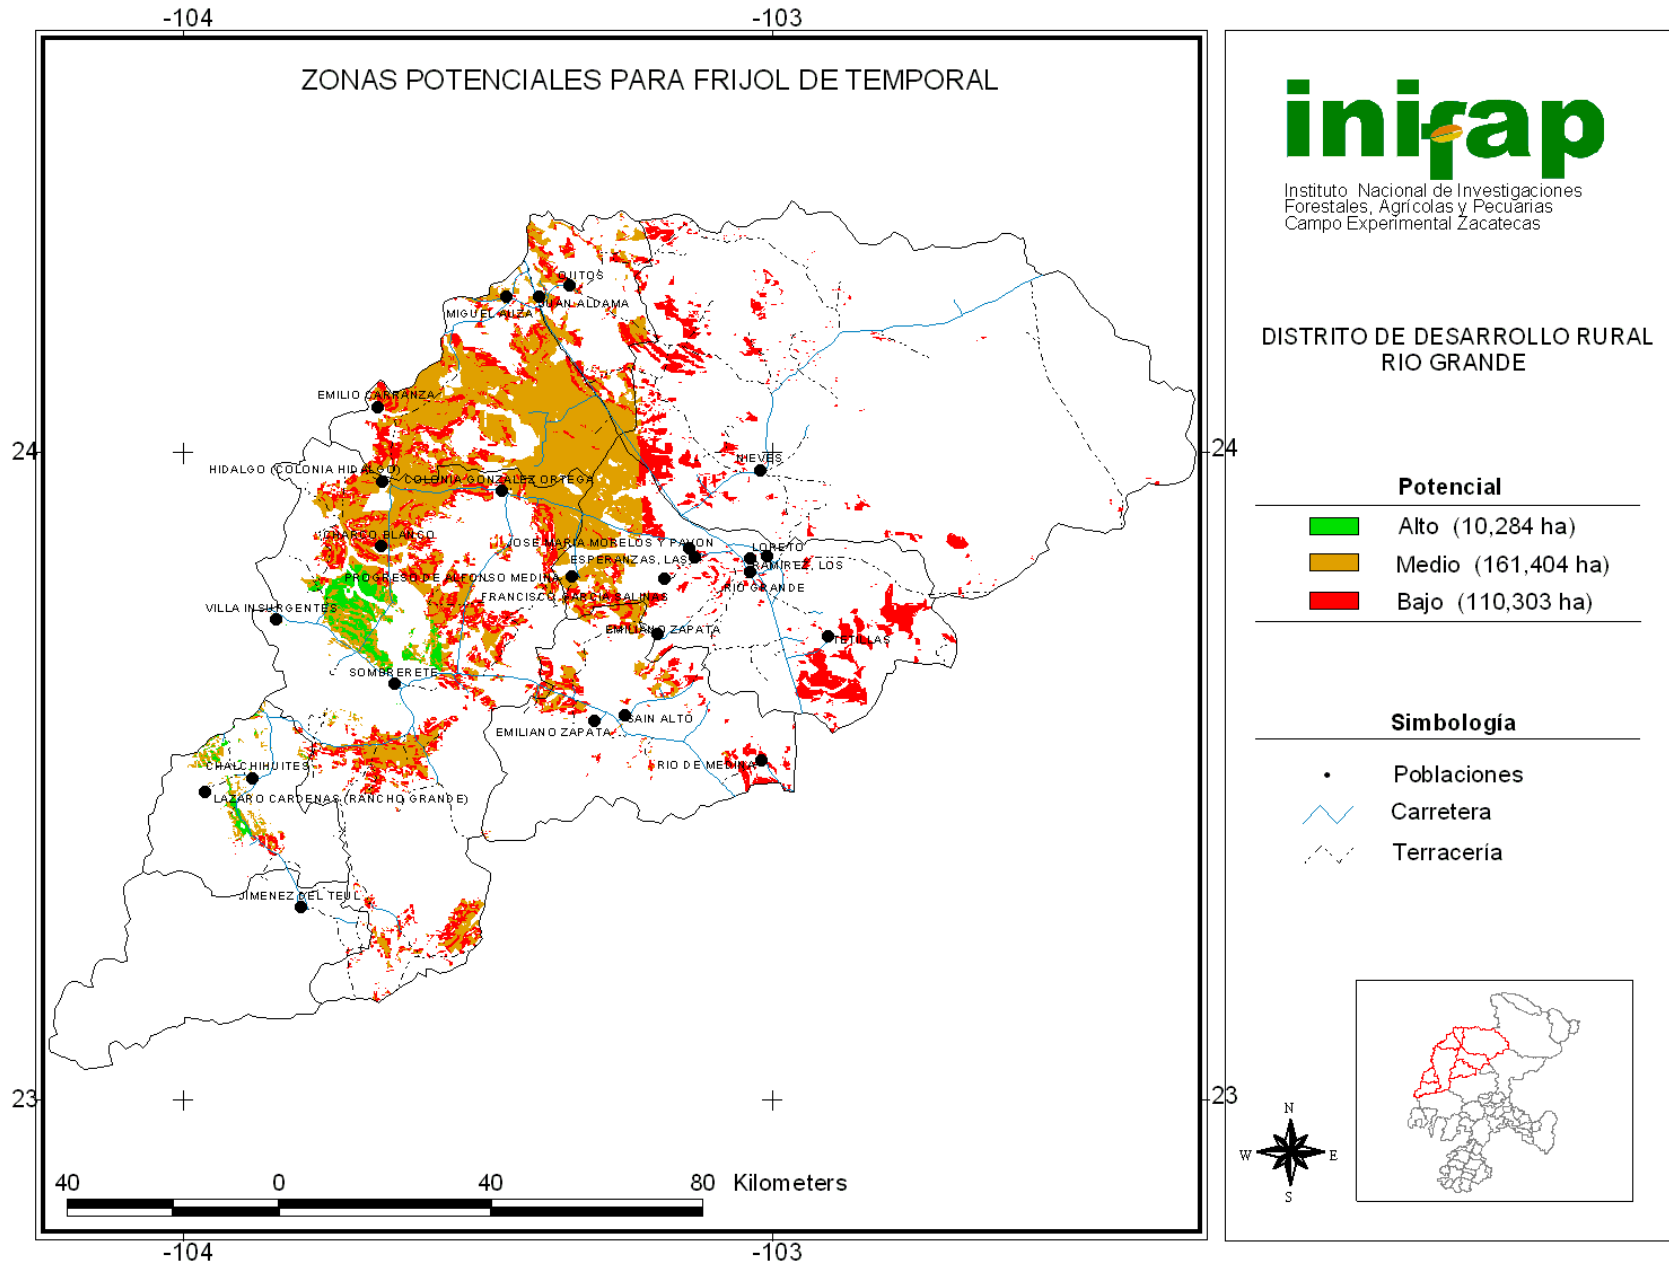 -104
-103
ZONAS POTENCIALES PARA FRIJOL DE TEMPORAL
OJITOS
JUAN ALDAMA
MIGUEL AUZA
EMILIO CARRANZA
24
24
NIEVES
HIDALGO (COLONIA HIDALGO)
COLONIA GONZALEZ ORTEGA
CHARCO BLANCO
JOSE MARIA MORELOS Y PAVON
LORETO
ESPERANZAS, LAS
RAMIREZ, LOS
PROGRESO DE ALFONSO MEDINA
RIO GRANDE
FRANCISCO GARCIA SALINAS
VILLA INSURGENTES
EMILIANO ZAPATA
TETILLAS
SOMBRERETE
SAIN ALTO
EMILIANO ZAPATA
RIO DE MEDINA
CHALCHIHUITES
LAZARO CARDENAS (RANCHO GRANDE)
JIMENEZ DEL TEUL
23
23
40 0 40 80 Kilometers
-104
-103
inifap
Instituto Nacional de Investigaciones
Forestales, Agrícolas y Pecuarias
Campo Experimental Zacatecas
DISTRITO DE DESARROLLO RURAL
RIO GRANDE
Potencial
Alto (10,284 ha)
Medio (161,404 ha)
Bajo (110,303 ha)
Simbología
Poblaciones
Carretera
Terracería
N
W E
S